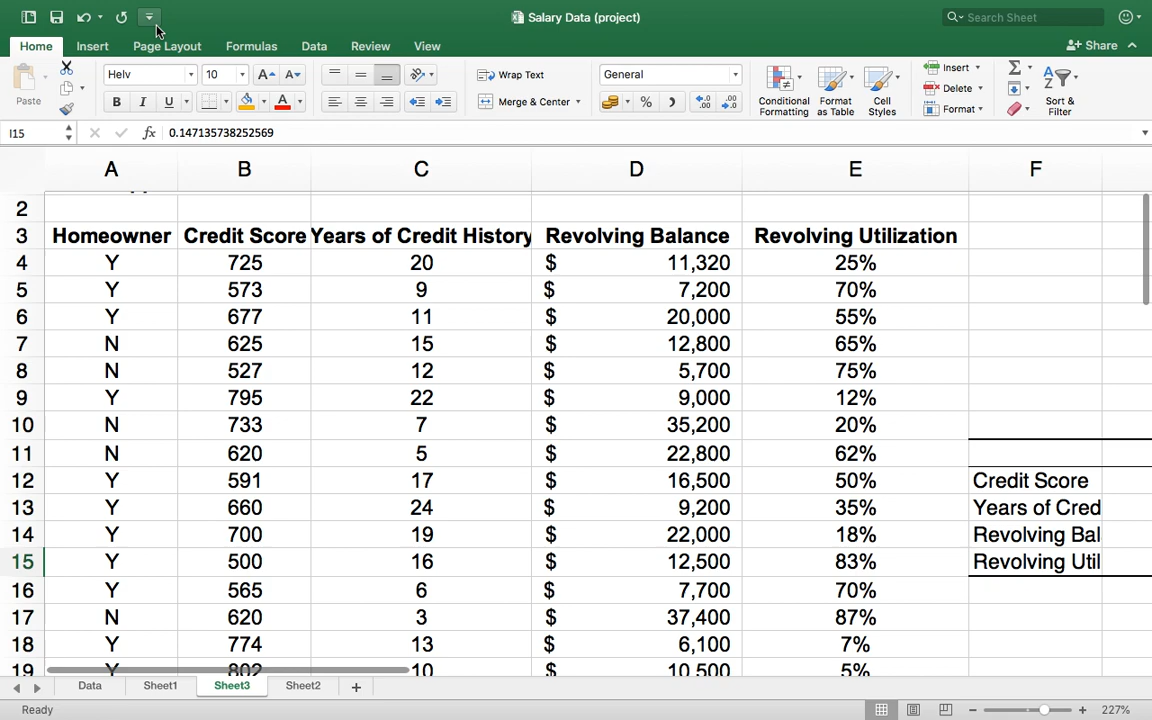 Salary Data (project)
Search Sheet
Home Insert Page Layout Formulas Data Review View
Share
Paste
Helv 10
B I U
Wrap Text
Merge & Center
General
%
Conditional Formatting
Format as Table
Cell Styles
Insert
Delete
Format
Sort & Filter
I15 fx 0.147135738252569
A B C D E F
2
3 Homeowner Credit Score Years of Credit History Revolving Balance Revolving Utilization
4 Y 725 20 $ 11,320 25%
5 Y 573 9 $ 7,200 70%
6 Y 677 11 $ 20,000 55%
7 N 625 15 $ 12,800 65%
8 N 527 12 $ 5,700 75%
9 Y 795 22 $ 9,000 12%
10 N 733 7 $ 35,200 20%
11 N 620 5 $ 22,800 62%
12 Y 591 17 $ 16,500 50% Credit Score
13 Y 660 24 $ 9,200 35% Years of Cred
14 Y 700 19 $ 22,000 18% Revolving Bal
15 Y 500 16 $ 12,500 83% Revolving Util
16 Y 565 6 $ 7,700 70%
17 N 620 3 $ 37,400 87%
18 Y 774 13 $ 6,100 7%
19 Y 802 10 $ 10,500 5%
Data Sheet1 Sheet3 Sheet2 +
Ready
227%